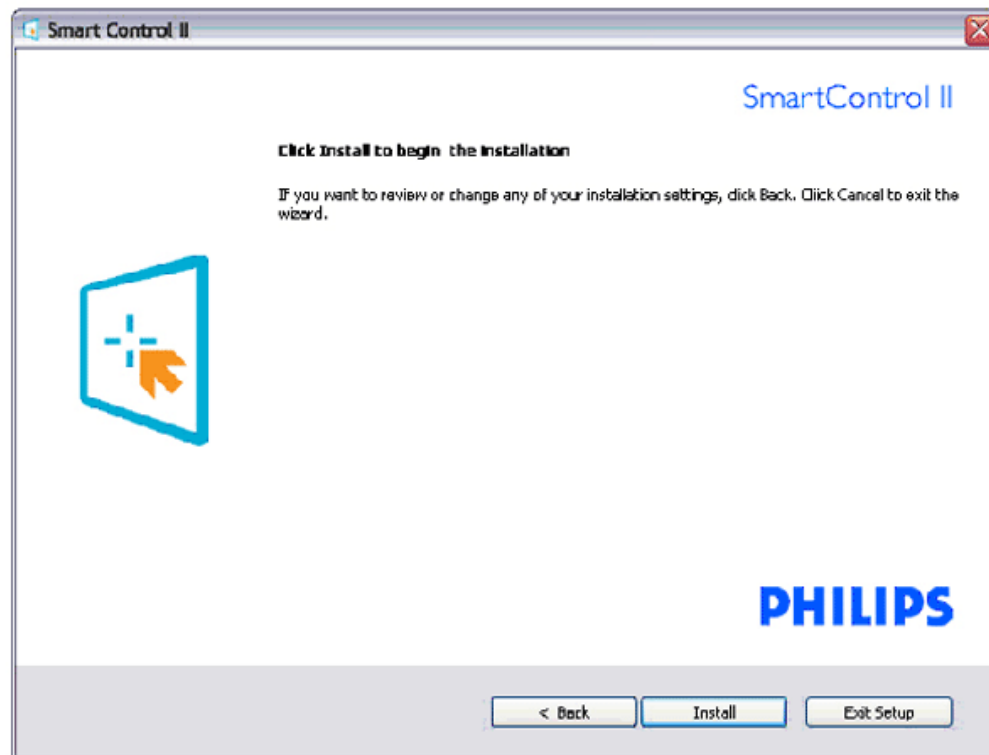 Smart Control II
SmartControl II
Click Install to begin the installation
If you want to review or change any of your installation settings, click Back. Click Cancel to exit the
wizard.
PHILIPS
< Back
Install
Exit Setup